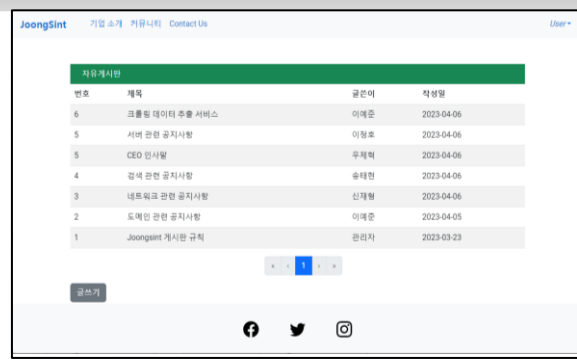 JoongSint 기업 소개 커뮤니티 Contact Us User
자유게시판
번호 제목 글쓴이 작성일
6 크롤링 데이터 추출 서비스 이예준 2023-04-06
5 서버 관련 공지사항 이정호 2023-04-06
5 CEO 인사말 우제혁 2023-04-06
4 검색 관련 공지사항 송태현 2023-04-06
3 네트워크 관련 공지사항 신재형 2023-04-06
2 도메인 관련 공지사항 이예준 2023-04-05
1 Joongsint 게시판 규칙 관리자 2023-03-23
« ‹ 1 › »
글쓰기